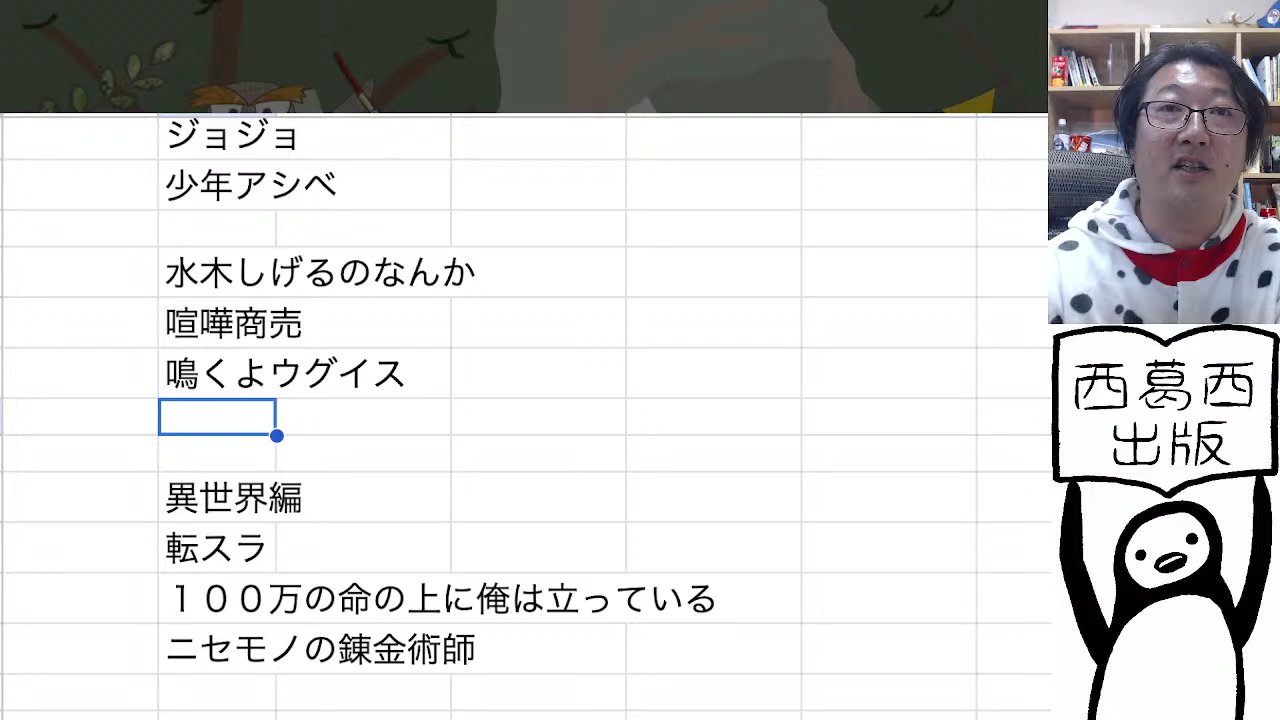 ジョジョ
少年アシベ
水木しげるのなんか
喧嘩商売
鳴くよウグイス
異世界編
転スラ
１００万の命の上に俺は立っている
ニセモノの錬金術師
西葛西
出版